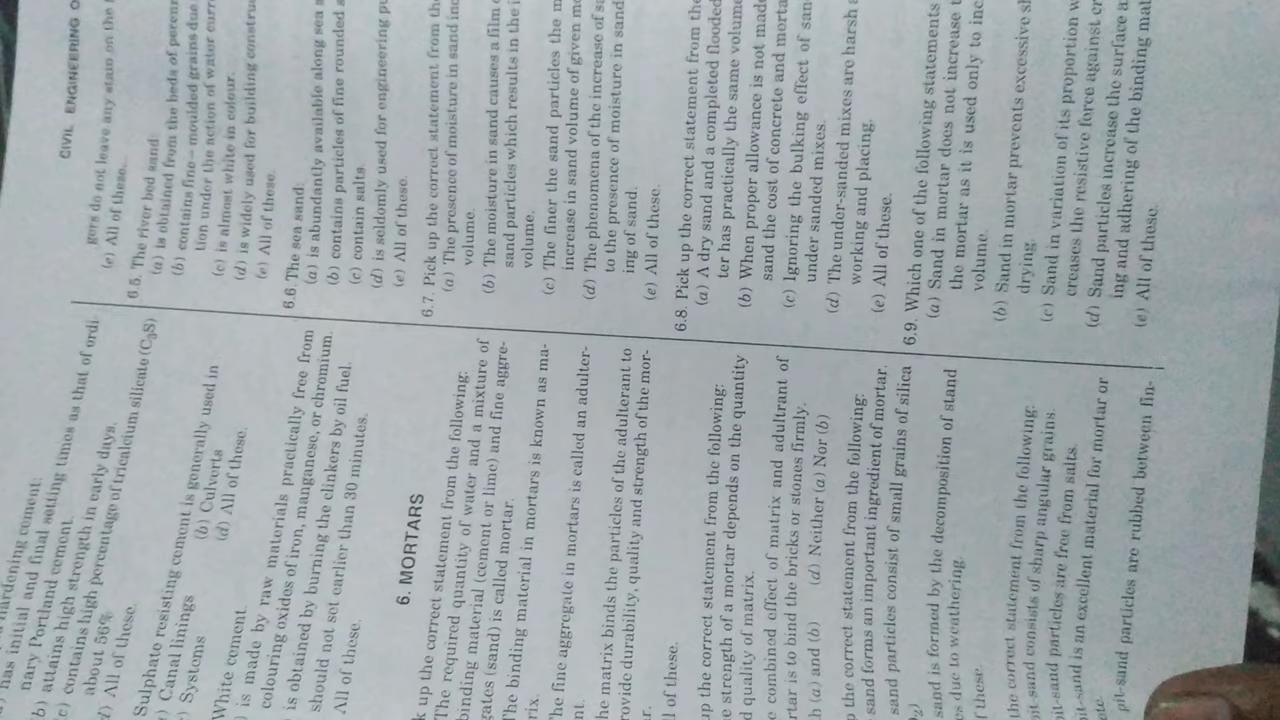 hardening cement:
has initial and final setting times as that of ordi-
nary Portland cement.
b) attains high strength in early days.
c) contains high percentage of tricalcium silicate (C3S)
about 56%
d) All of these.
Sulphate resisting cement is generally used in
) Canal linings (b) Culverts
) Systems (d) All of these.
White cement.
) is made by raw materials practically free from
colouring oxides of iron, manganese, or chromium.
is obtained by burning the clinkers by oil fuel.
should not set earlier than 30 minutes.
All of these.
6. MORTARS
k up the correct statement from the following:
The required quantity of water and a mixture of
binding material (cement or lime) and fine aggre-
gates (sand) is called mortar.
The binding material in mortars is known as ma-
rix.
he fine aggregate in mortars is called an adulter-
nt.
he matrix binds the particles of the adulterant to
rovide durability, quality and strength of the mor-
r.
l of these.
up the correct statement from the following:
e strength of a mortar depends on the quantity
d quality of matrix.
e combined effect of matrix and adultrant of
rtar is to bind the bricks or stones firmly.
h (a) and (b) (d) Neither (a) Nor (b)
p the correct statement from the following:
sand forms an important ingredient of mortar.
sand particles consist of small grains of silica
2)
sand is formed by the decomposition of stand
es due to weathering.
f these.
the correct statement from the following:
pit-sand consists of sharp angular grains.
pit-sand particles are free from salts.
pit-sand is an excellent material for mortar or
ete.
pit-sand particles are rubbed between fin-
CIVIL ENGINEERING O
gers do not leave any stain on the f
(e) All of these.
6.5. The river bed sand
(a) is obtained from the beds of peren
(b) contains fine-moulded grains due
tion under the action of water curr
(c) is almost white in colour.
(d) is widely used for building construc
(e) All of these.
6.6. The sea sand:
(a) is abundantly available along sea s
(b) contains particles of fine rounded
(c) contain salts
(d) is seldomly used for engineering pu
(e) All of these.
6.7. Pick up the correct statement from the
(a) The presence of moisture in sand inc
volume.
(b) The moisture in sand causes a film
sand particles which results in the i
volume.
(c) The finer the sand particles the m
increase in sand volume of given mo
(d) The phenomena of the increase of sa
to the presence of moisture in sand
ing of sand.
(e) All of these.
6.8. Pick up the correct statement from the
(a) A dry sand and a completed flooded
ter has practically the same volume
(b) When proper allowance is not made
sand the cost of concrete and morta
(c) Ignoring the bulking effect of san
under sanded mixes.
(d) The under-sanded mixes are harsh
working and placing.
(e) All of these.
6.9. Which one of the following statements
(a) Sand in mortar does not increase t
the mortar as it is used only to inc
volume.
(b) Sand in mortar prevents excessive sh
drying.
(c) Sand in variation of its proportion w
creases the resistive force against cr
(d) Sand particles increase the surface a
ing and adhering of the binding mat
(e) All of these.